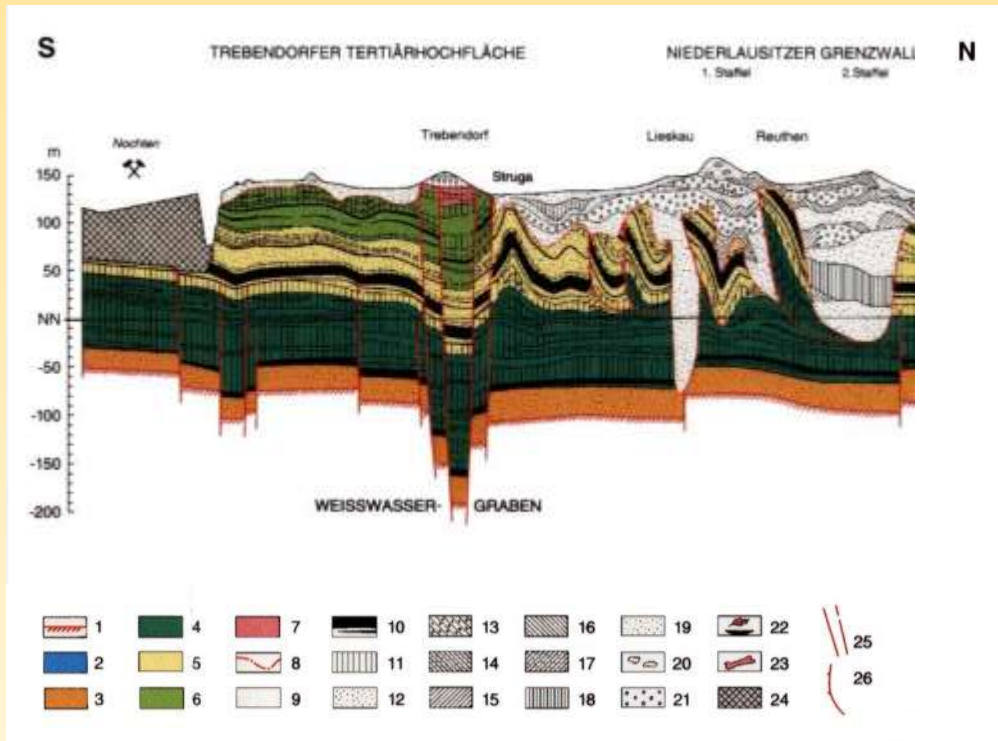 S
TREBENDORFER TERTIÄRHOCHFLÄCHE
NIEDERLAUSITZER GRENZWALL
N
1. Staffel
2.Staffel
Nochten
Trebendorf
Lieskau
Reuthen
Struga
m
150
100
50
NN
-50
-100
-150
-200
WEISSWASSER- GRABEN
1 4 7 10 13 16 19 22
2 5 8 11 14 17 20 23
3 6 9 12 15 18 21 24
25
26